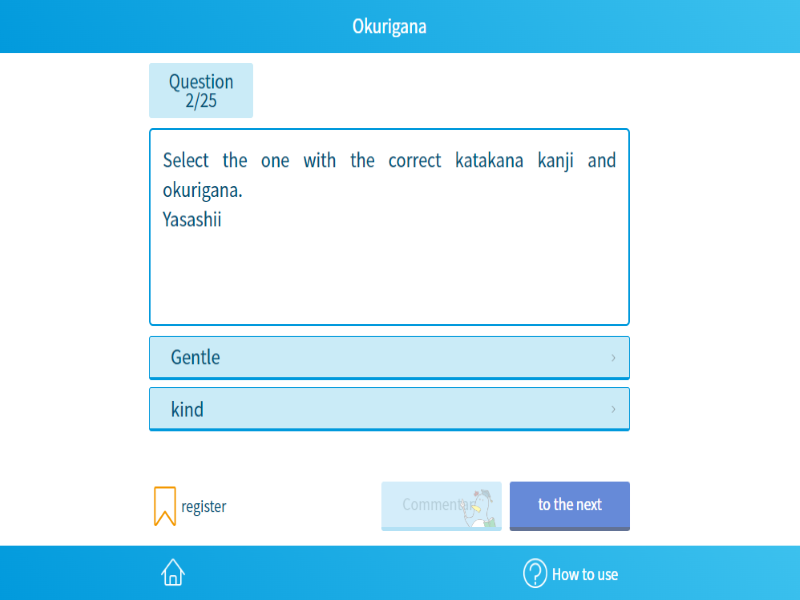 Okurigana
Question
2/25
Select the one with the correct katakana kanji and
okurigana.
Yasashii
Gentle
kind
register
Commentary
to the next
How to use